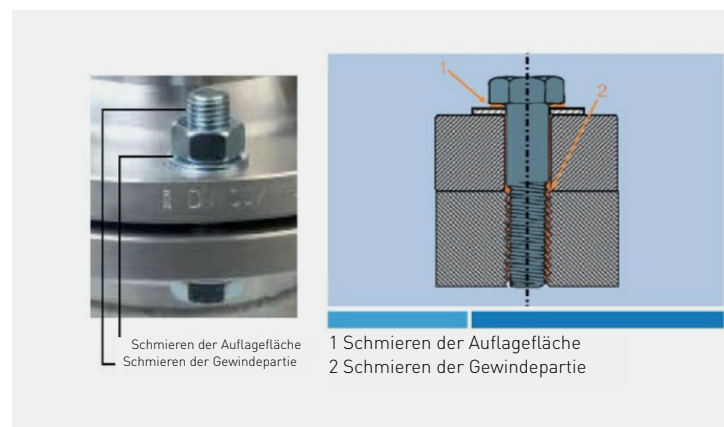 1
2
Schmieren der Auflagefläche
Schmieren der Gewindepartie
1 Schmieren der Auflagefläche
2 Schmieren der Gewindepartie